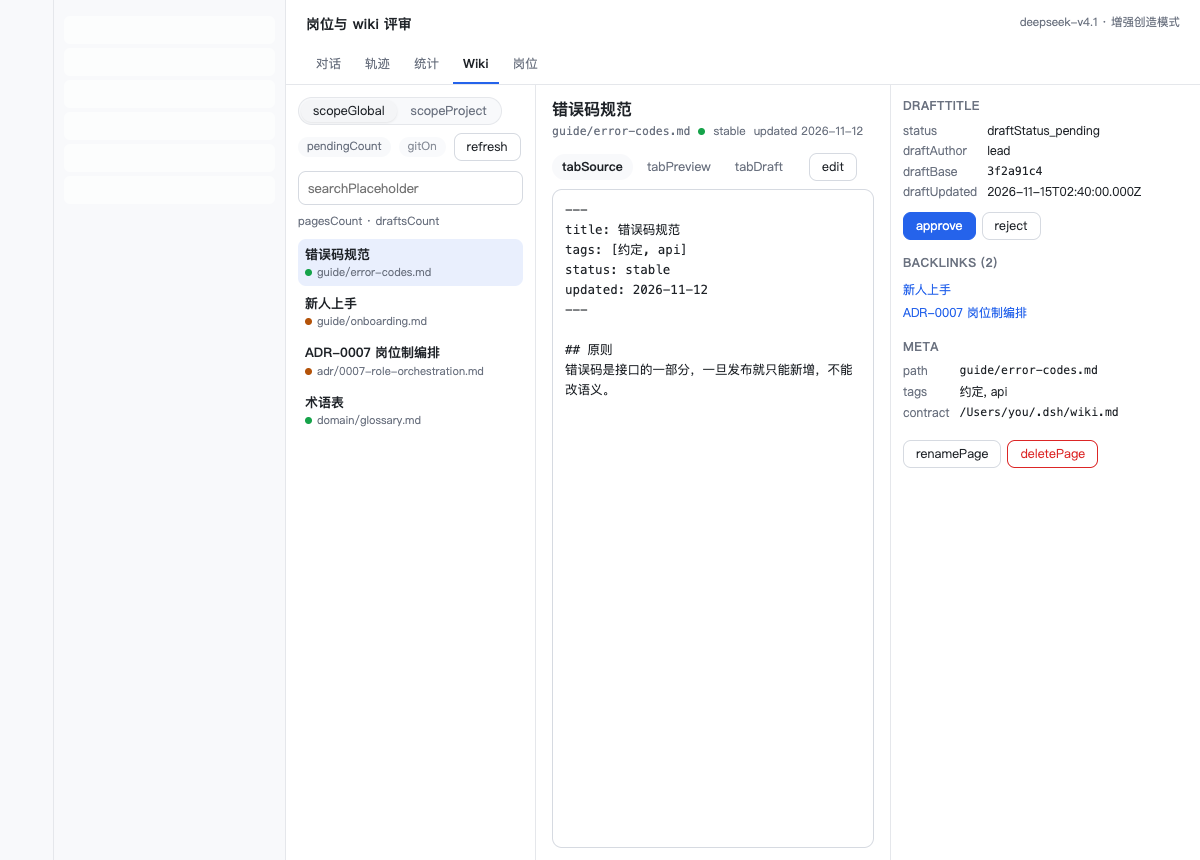 岗位与 wiki 评审
deepseek-v4.1 · 增强创造模式
对话 轨迹 统计 Wiki 岗位
scopeGlobal scopeProject
pendingCount gitOn refresh
searchPlaceholder
pagesCount · draftsCount
错误码规范
guide/error-codes.md
新人上手
guide/onboarding.md
ADR-0007 岗位制编排
adr/0007-role-orchestration.md
术语表
domain/glossary.md
错误码规范
guide/error-codes.md stable updated 2026-11-12
tabSource tabPreview tabDraft edit
---
title: 错误码规范
tags: [约定, api]
status: stable
updated: 2026-11-12
---
## 原则
错误码是接口的一部分，一旦发布就只能新增，不能
改语义。
DRAFTTITLE
status draftStatus_pending
draftAuthor lead
draftBase 3f2a91c4
draftUpdated 2026-11-15T02:40:00.000Z
approve reject
BACKLINKS (2)
新人上手
ADR-0007 岗位制编排
META
path guide/error-codes.md
tags 约定, api
contract /Users/you/.dsh/wiki.md
renamePage deletePage